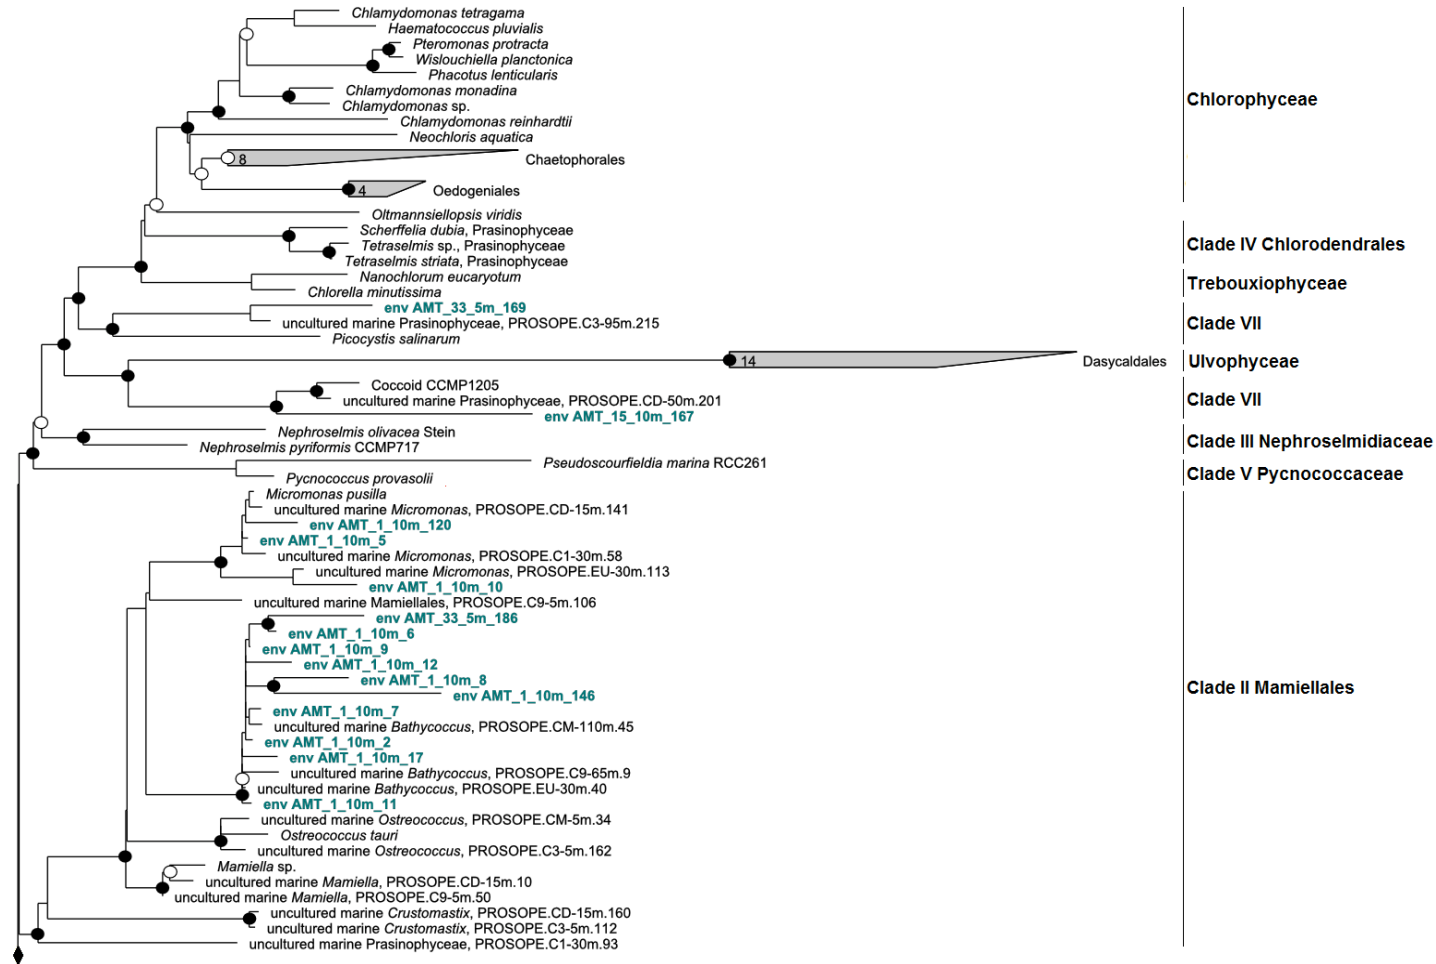 Chlamydomonas tetragama
Haematococcus pluvialis
Pteromonas protracta
Wislouchiella planctonica
Phacotus lenticularis
Chlamydomonas monadina
Chlamydomonas sp.
Chlorophyceae
Chlamydomonas reinhardtii
Neochloris aquatica
8
Chaetophorales
4
Oedogeniales
Oltmannsiellopsis viridis
Scherffelia dubia, Prasinophyceae
Tetraselmis sp., Prasinophyceae
Clade IV Chlorodendrales
Tetraselmis striata, Prasinophyceae
Nanochlorum eucaryotum
Trebouxiophyceae
Chlorella minutissima
env AMT_33_5m_169
uncultured marine Prasinophyceae, PROSOPE.C3-95m.215
Clade VII
Picocystis salinarum
14
Dasycaldales
Ulvophyceae
Coccoid CCMP1205
uncultured marine Prasinophyceae, PROSOPE.CD-50m.201
Clade VII
env AMT_15_10m_167
Nephroselmis olivacea Stein
Clade III Nephroselmidiaceae
Nephroselmis pyriformis CCMP717
Pseudoscourfieldia marina RCC261
Clade V Pycnococcaceae
Pycnococcus provasolii
Micromonas pusilla
uncultured marine Micromonas, PROSOPE.CD-15m.141
env AMT_1_10m_120
env AMT_1_10m_5
uncultured marine Micromonas, PROSOPE.C1-30m.58
uncultured marine Micromonas, PROSOPE.EU-30m.113
env AMT_1_10m_10
uncultured marine Mamiellales, PROSOPE.C9-5m.106
env AMT_33_5m_186
env AMT_1_10m_6
env AMT_1_10m_9
env AMT_1_10m_12
env AMT_1_10m_8
Clade II Mamiellales
env AMT_1_10m_146
env AMT_1_10m_7
uncultured marine Bathycoccus, PROSOPE.CM-110m.45
env AMT_1_10m_2
env AMT_1_10m_17
uncultured marine Bathycoccus, PROSOPE.C9-65m.9
uncultured marine Bathycoccus, PROSOPE.EU-30m.40
env AMT_1_10m_11
uncultured marine Ostreococcus, PROSOPE.CM-5m.34
Ostreococcus tauri
uncultured marine Ostreococcus, PROSOPE.C3-5m.162
Mamiella sp.
uncultured marine Mamiella, PROSOPE.CD-15m.10
uncultured marine Mamiella, PROSOPE.C9-5m.50
uncultured marine Crustomastix, PROSOPE.CD-15m.160
uncultured marine Crustomastix, PROSOPE.C3-5m.112
uncultured marine Prasinophyceae, PROSOPE.C1-30m.93